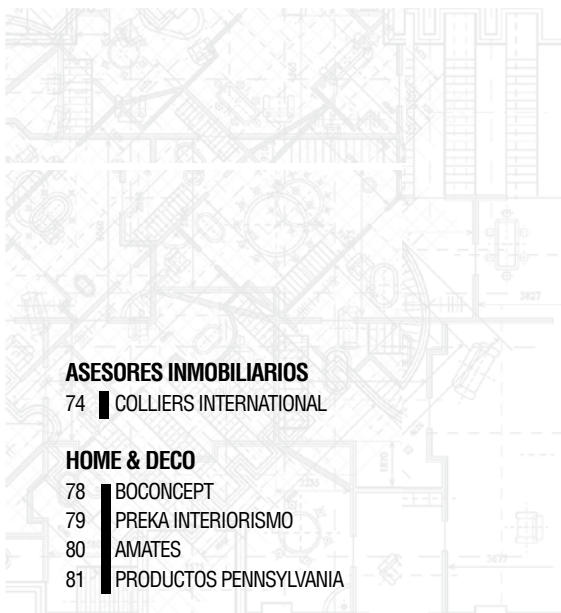 ASESORES INMOBILIARIOS
74 COLLIERS INTERNATIONAL
HOME & DECO
78 BOCONCEPT
79 PREKA INTERIORISMO
80 AMATES
81 PRODUCTOS PENNSYLVANIA